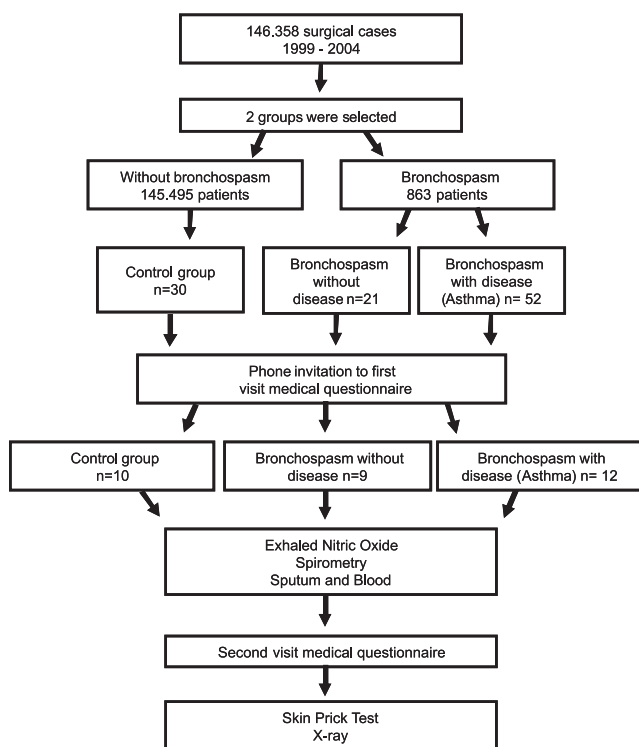 146.358 surgical cases
1999 - 2004
2 groups were selected
Without bronchospasm
145.495 patients
Bronchospasm
863 patients
Control group
n=30
Bronchospasm
without
disease n=21
Bronchospasm
with disease
(Asthma) n= 52
Phone invitation to first
visit medical questionnaire
Control group
n=10
Bronchospasm without
disease n=9
Bronchospasm with
disease (Asthma) n= 12
Exhaled Nitric Oxide
Spirometry
Sputum and Blood
Second visit medical questionnaire
Skin Prick Test
X-ray